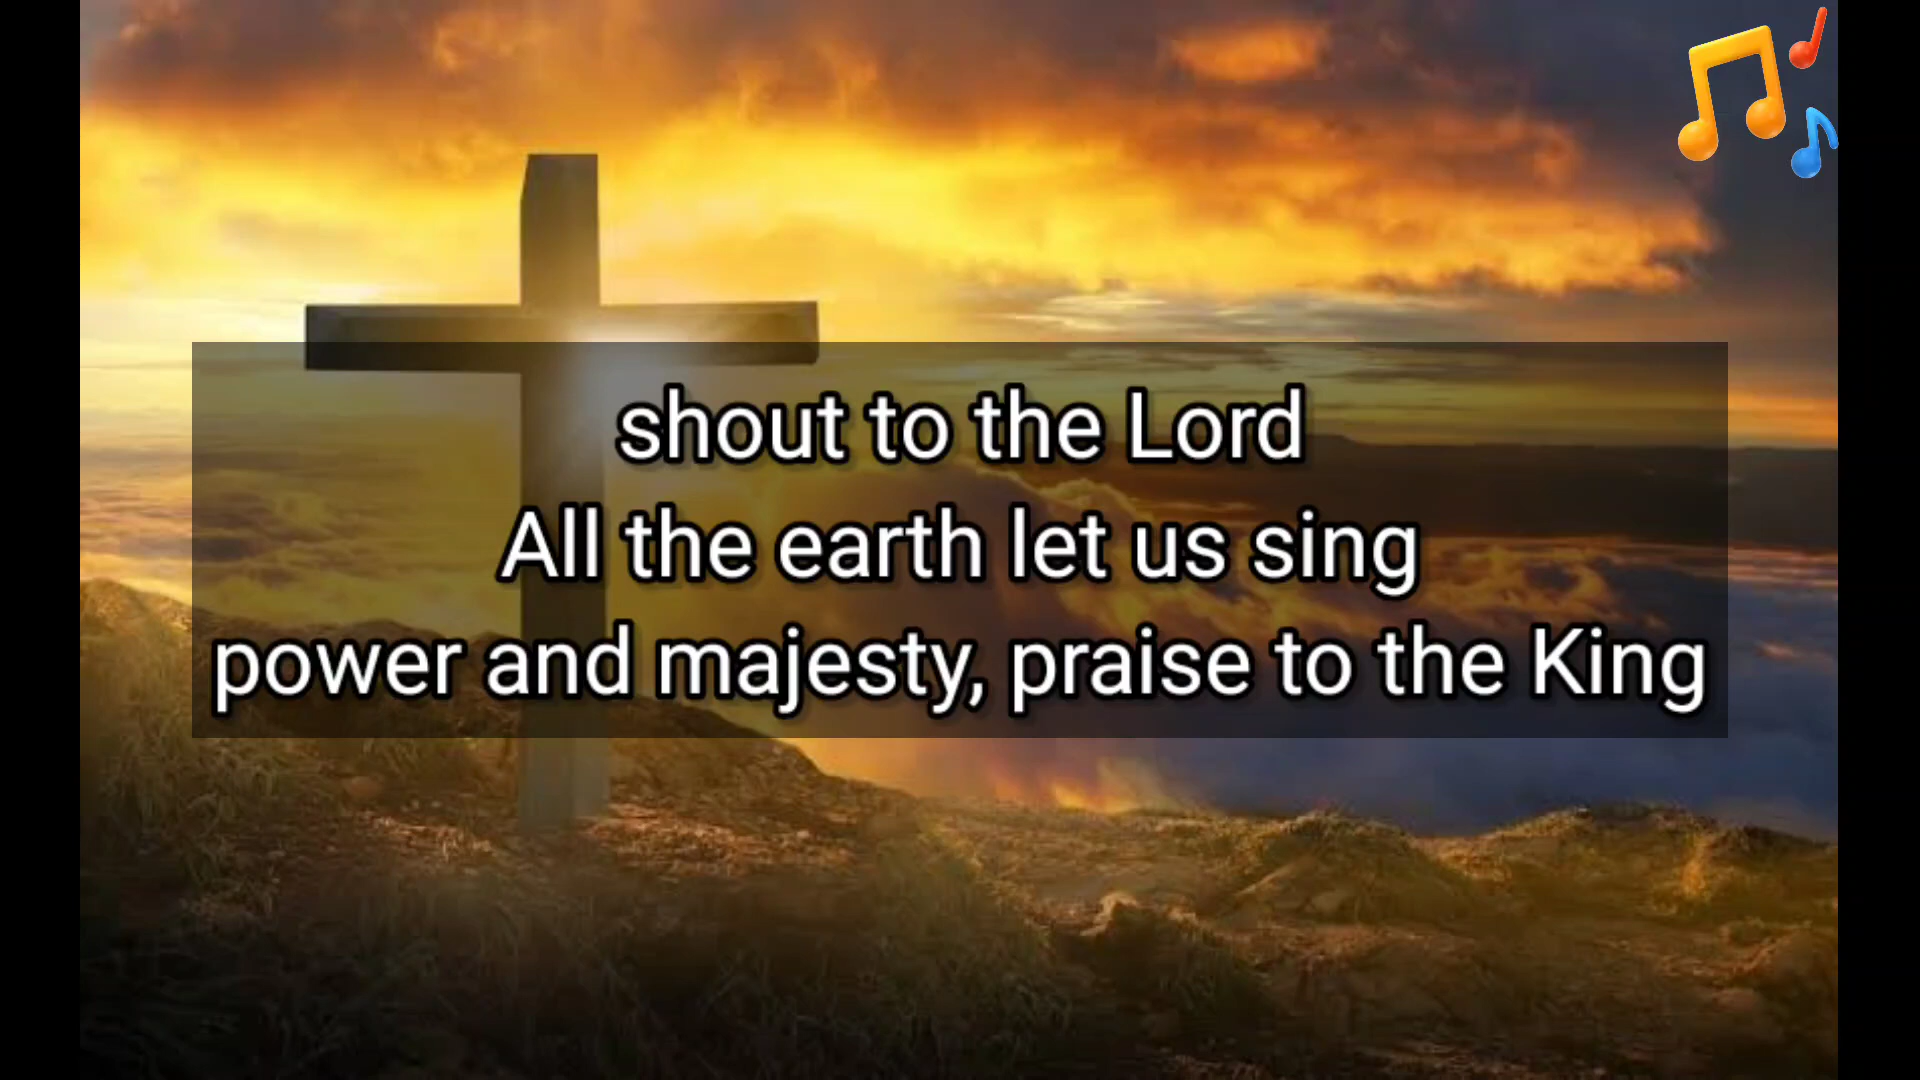 shout to the Lord
All the earth let us sing
power and majesty, praise to the King